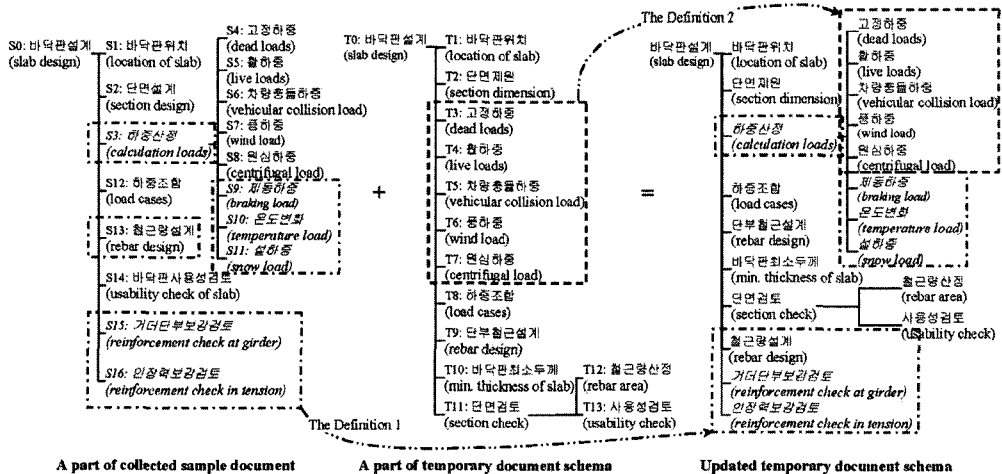 S0: 바닥판설계
(slab design)
S1: 바닥판위치
(location of slab)
S2: 단면설계
(section design)
S3: 하중산정
(calculation loads)
S4: 고정하중
(dead loads)
S5: 활하중
(live loads)
S6: 차량충돌하중
(vehicular collision load)
S7: 풍하중
(wind load)
S8: 원심하중
(centrifugal load)
S9: 제동하중
(braking load)
S10: 온도변화
(temperature load)
S11: 설하중
(snow load)
S12: 하중조합
(load cases)
S13: 철근량설계
(rebar design)
S14: 바닥판사용성검토
(usability check of slab)
S15: 거더단부보강검토
(reinforcement check at girder)
S16: 인장력보강검토
(reinforcement check in tension)
A part of collected sample document
+
T0: 바닥판설계
(slab design)
T1: 바닥판위치
(location of slab)
T2: 단면제원
(section dimension)
T3: 고정하중
(dead loads)
T4: 활하중
(live loads)
T5: 차량충돌하중
(vehicular collision load)
T6: 풍하중
(wind load)
T7: 원심하중
(centrifugal load)
T8: 하중조합
(load cases)
T9: 단부철근설계
(rebar design)
T10: 바닥판최소두께
(min. thickness of slab)
T11: 단면검토
(section check)
T12: 철근량산정
(rebar area)
T13: 사용성검토
(usability check)
A part of temporary document schema
The Definition 1
The Definition 2
=
바닥판설계
(slab design)
바닥판위치
(location of slab)
단면제원
(section dimension)
하중산정
(calculation loads)
고정하중
(dead loads)
활하중
(live loads)
차량충돌하중
(vehicular collision load)
풍하중
(wind load)
원심하중
(centrifugal load)
제동하중
(braking load)
온도변화
(temperature load)
설하중
(snow load)
하중조합
(load cases)
단부철근설계
(rebar design)
바닥판최소두께
(min. thickness of slab)
단면검토
(section check)
철근량산정
(rebar area)
사용성검토
(usability check)
철근량설계
(rebar design)
거더단부보강검토
(reinforcement check at girder)
인장력보강검토
(reinforcement check in tension)
Updated temporary document schema